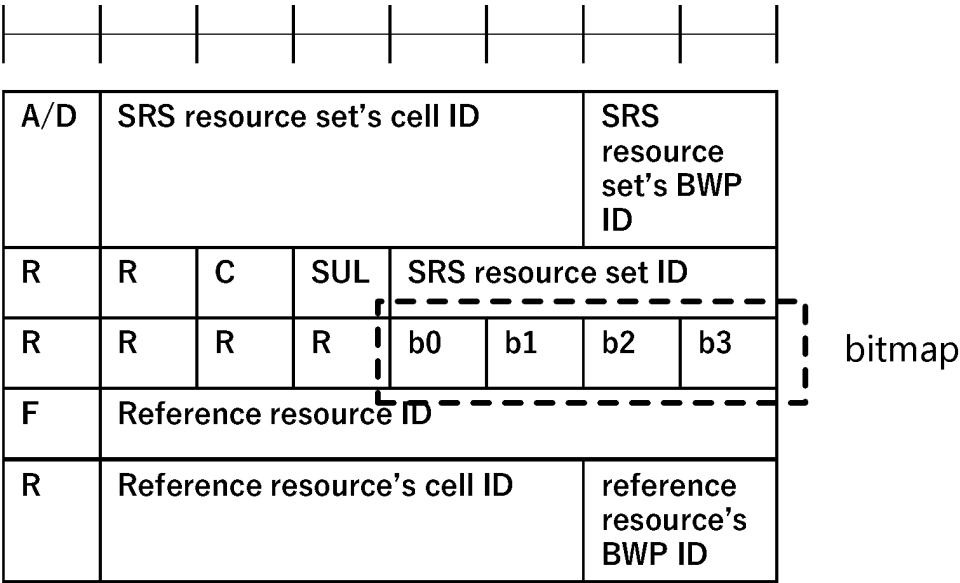 A/D SRS resource set's cell ID SRS
resource
set's BWP
ID
R R C SUL SRS resource set ID
R R R R b0 b1 b2 b3 bitmap
F Reference resource ID
R Reference resource's cell ID reference
resource's
BWP ID